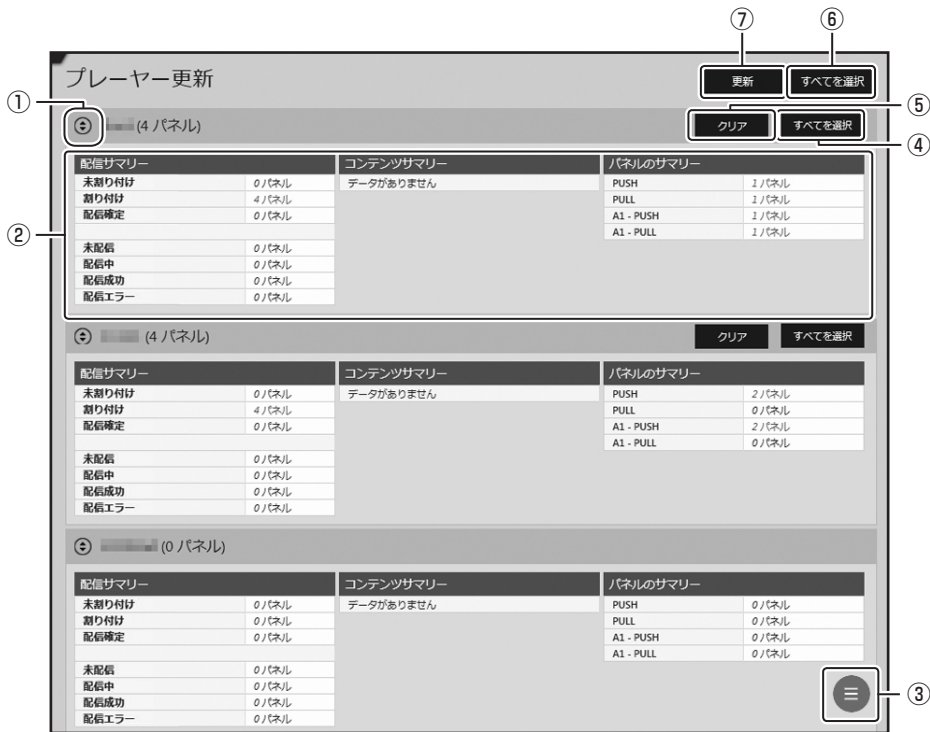 ⑦ ⑥
プレーヤー更新 更新 すべてを選択
① (4 パネル) クリア すべてを選択 ⑤
④
②
配信サマリー コンテンツサマリー パネルのサマリー
未割り付け 0パネル データがありません PUSH 1パネル
割り付け 4パネル PULL 1パネル
配信確定 0パネル A1 - PUSH 1パネル
A1 - PULL 1パネル
未配信 0パネル
配信中 0パネル
配信成功 0パネル
配信エラー 0パネル
(4 パネル) クリア すべてを選択
配信サマリー コンテンツサマリー パネルのサマリー
未割り付け 0パネル データがありません PUSH 2パネル
割り付け 4パネル PULL 0パネル
配信確定 0パネル A1 - PUSH 2パネル
A1 - PULL 0パネル
未配信 0パネル
配信中 0パネル
配信成功 0パネル
配信エラー 0パネル
(0 パネル)
配信サマリー コンテンツサマリー パネルのサマリー
未割り付け 0パネル データがありません PUSH 0パネル
割り付け 0パネル PULL 0パネル
配信確定 0パネル A1 - PUSH 0パネル
A1 - PULL 0パネル
未配信 0パネル
配信中 0パネル ③
配信成功 0パネル
配信エラー 0パネル